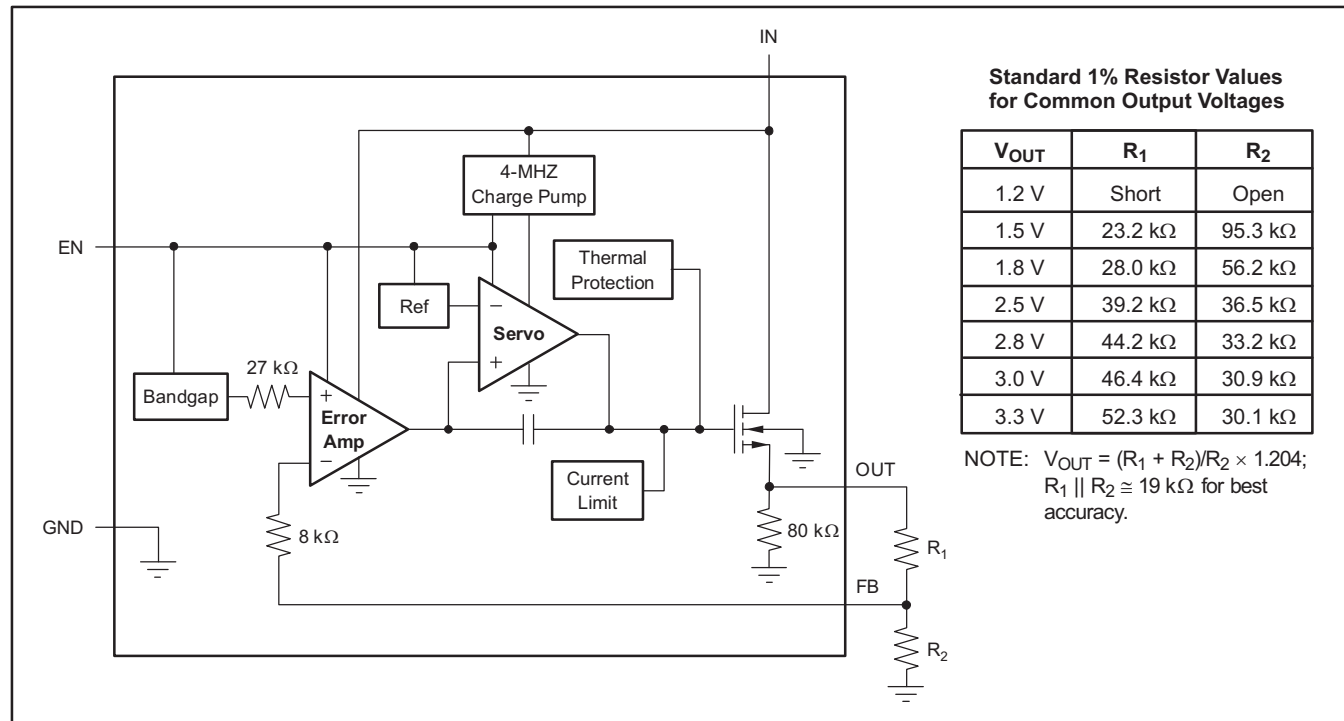 IN
4-MHZ
Charge Pump
EN
Thermal
Protection
Ref
−
Servo
+
27 kΩ
Bandgap
+
Error
Amp
−
Current
Limit
OUT
GND
8 kΩ
80 kΩ
R1
FB
R2
Standard 1% Resistor Values
for Common Output Voltages
VOUT R1 R2
1.2 V Short Open
1.5 V 23.2 kΩ 95.3 kΩ
1.8 V 28.0 kΩ 56.2 kΩ
2.5 V 39.2 kΩ 36.5 kΩ
2.8 V 44.2 kΩ 33.2 kΩ
3.0 V 46.4 kΩ 30.9 kΩ
3.3 V 52.3 kΩ 30.1 kΩ
NOTE: VOUT = (R1 + R2)/R2 × 1.204;
R1 || R2 ≅ 19 kΩ for best
accuracy.